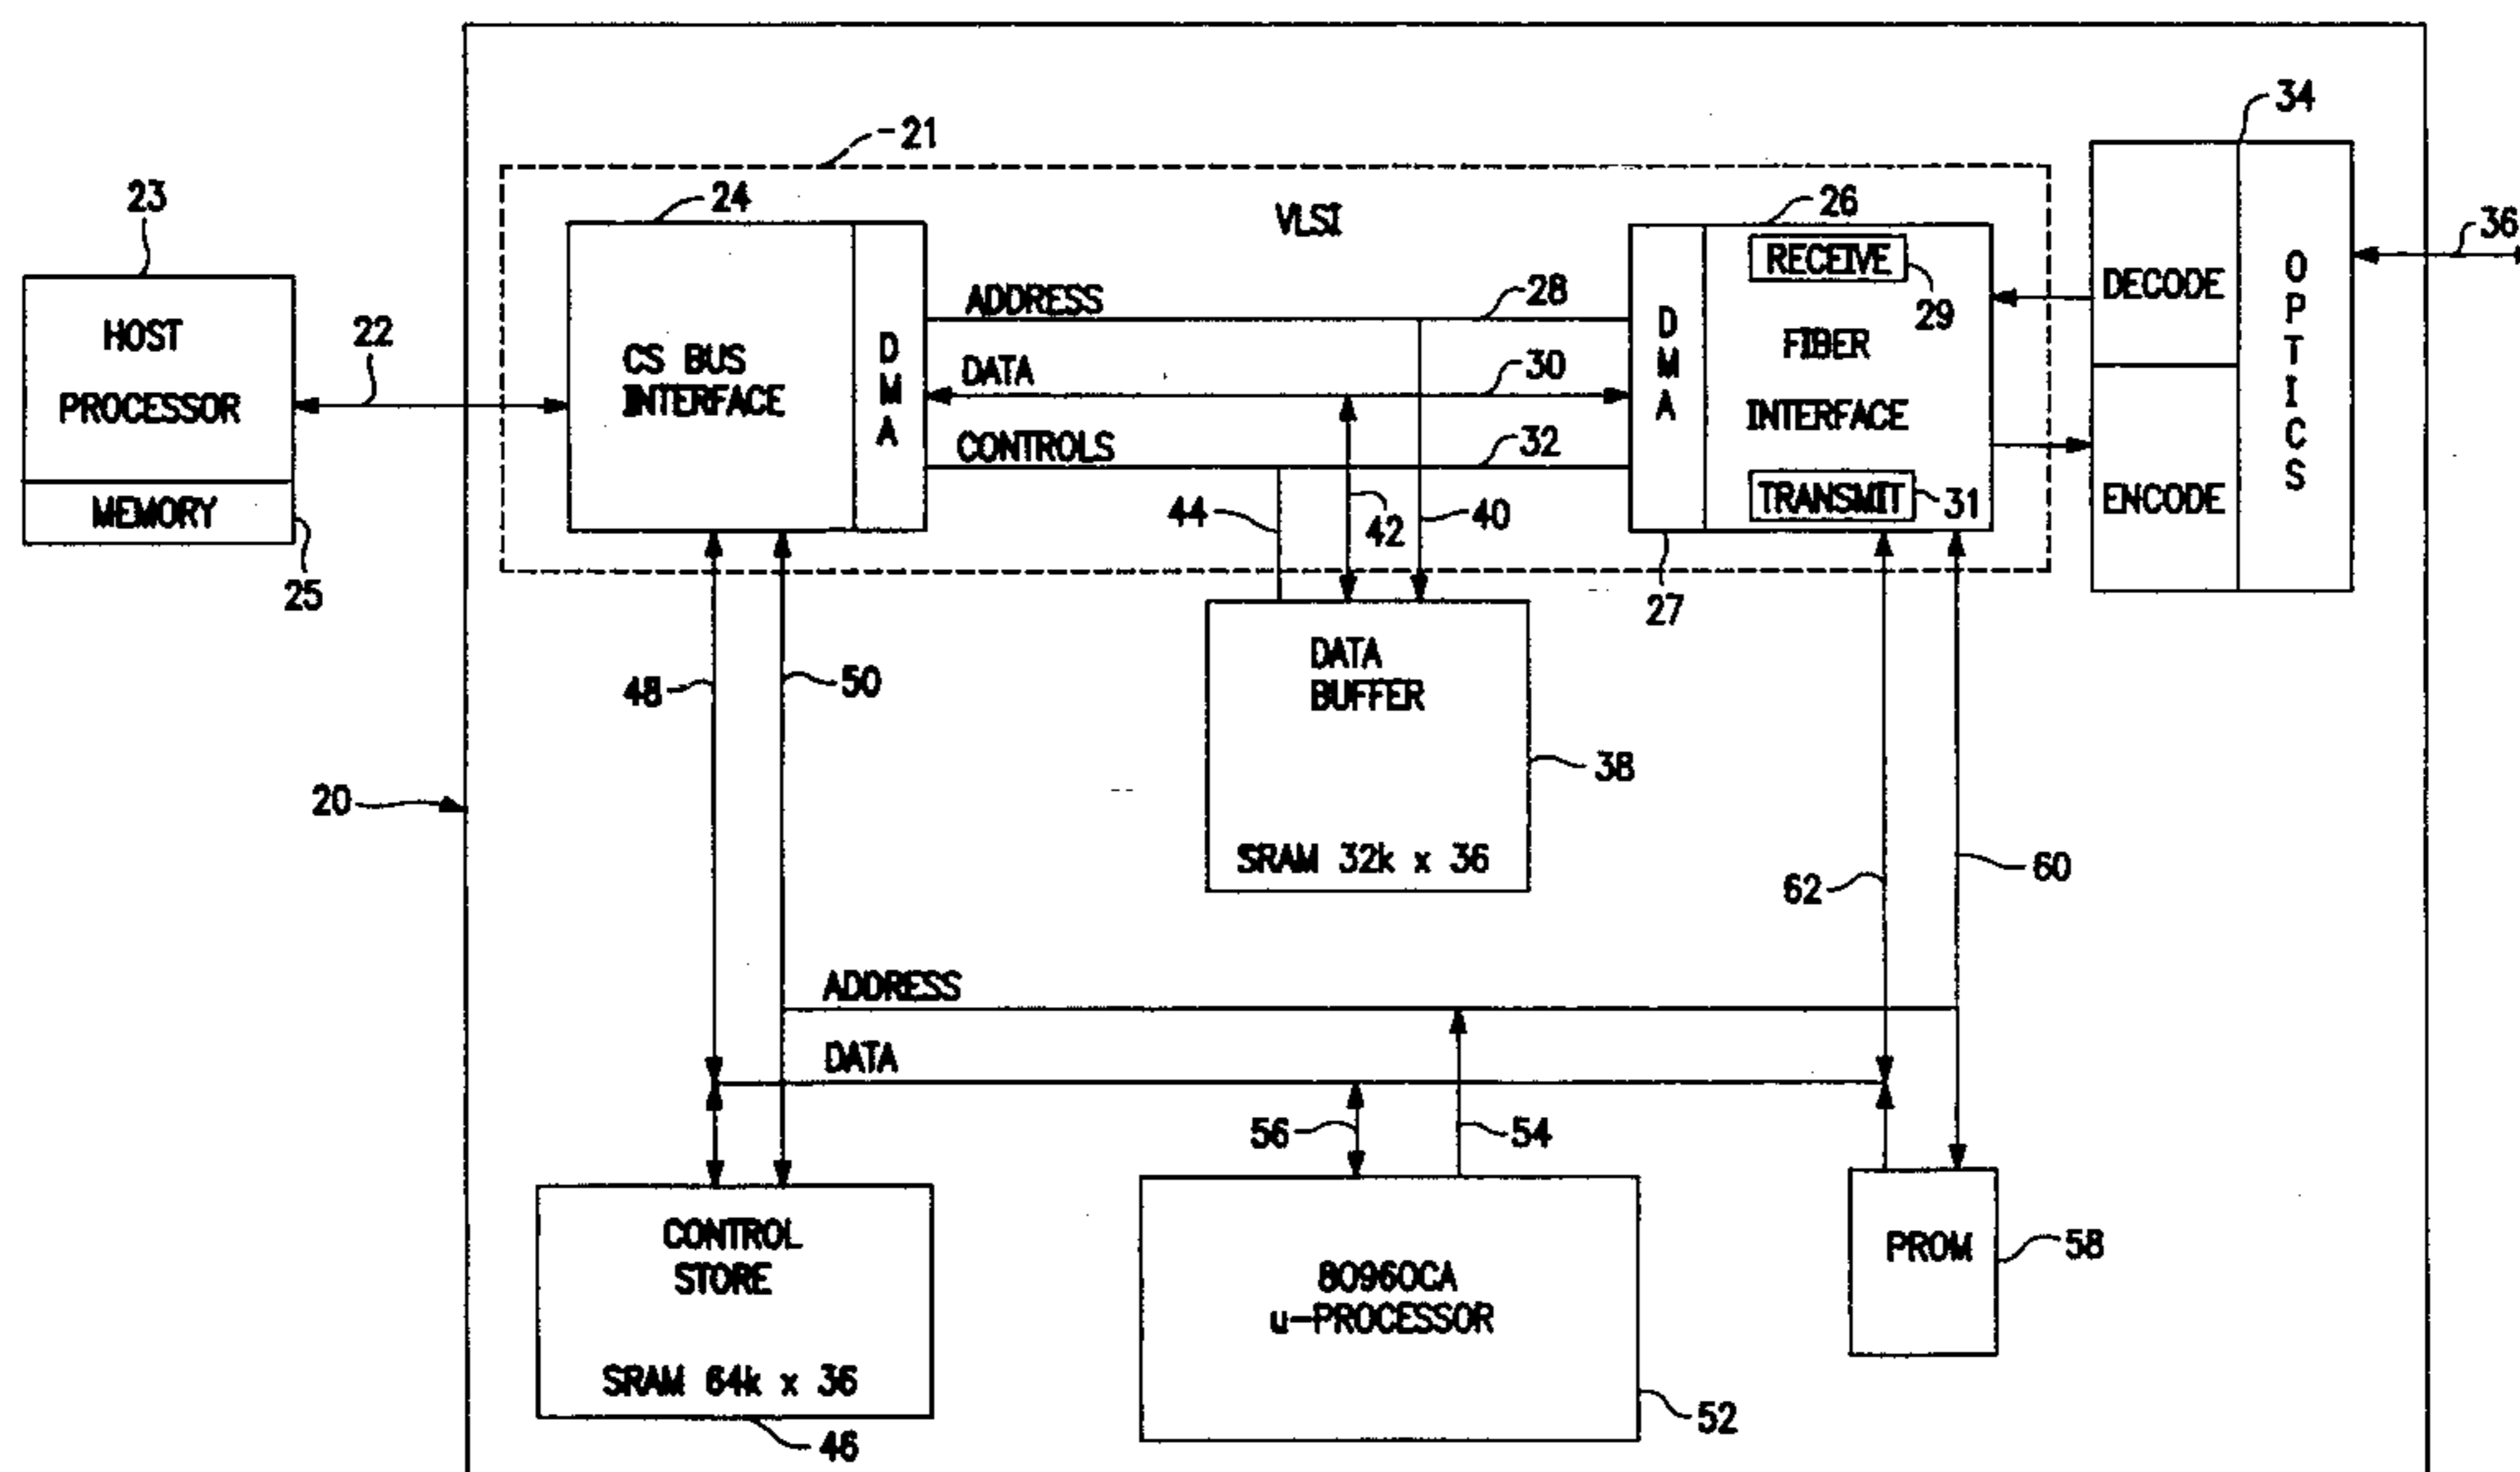 34
-21
23
24
VLSI
26
36
RECEIVE
29
DECODE
OPTICS
HOST
PROCESSOR
22
CS BUS
INTERFACE
DMA
ADDRESS
28
DATA
30
CONTROLS
32
DMA
FIBER
INTERFACE
TRANSMIT
31
ENCODE
MEMORY
25
44
42
40
27
DATA
BUFFER
48
50
38
20
SRAM 32k x 36
62
60
ADDRESS
DATA
56
54
CONTROL
STORE
SRAM 64k x 36
46
80960CA
u-PROCESSOR
52
PROM
58